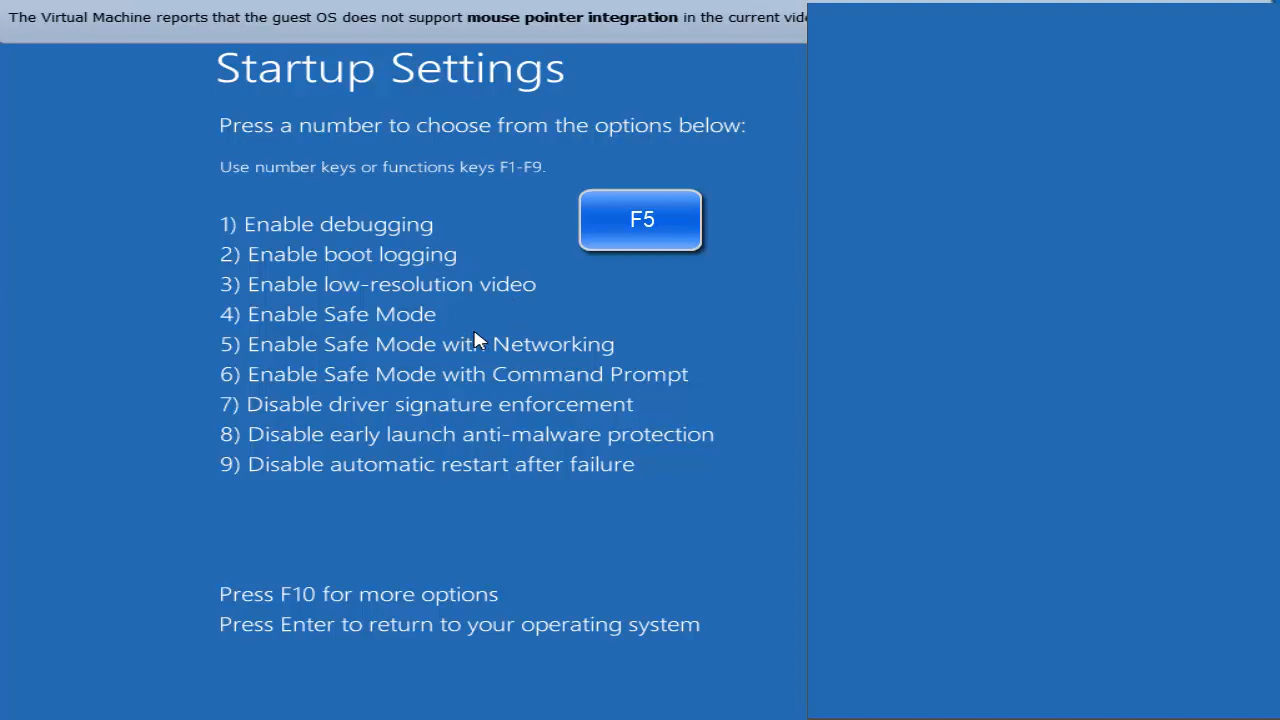 The Virtual Machine reports that the guest OS does not support mouse pointer integration in the current
Startup Settings
Press a number to choose from the options below:
Use number keys or functions keys F1-F9.
F5
1) Enable debugging
2) Enable boot logging
3) Enable low-resolution video
4) Enable Safe Mode
5) Enable Safe Mode with Networking
6) Enable Safe Mode with Command Prompt
7) Disable driver signature enforcement
8) Disable early launch anti-malware protection
9) Disable automatic restart after failure
Press F10 for more options
Press Enter to return to your operating system